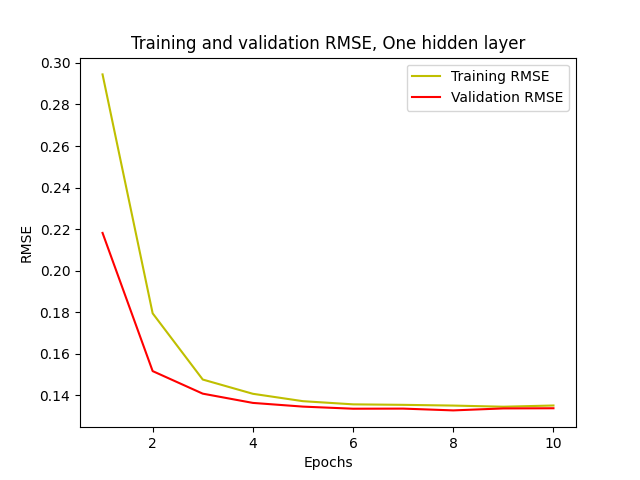 Training and validation RMSE, One hidden layer
Training RMSE
Validation RMSE
RMSE
0.30
0.28
0.26
0.24
0.22
0.20
0.18
0.16
0.14
2 4 6 8 10
Epochs